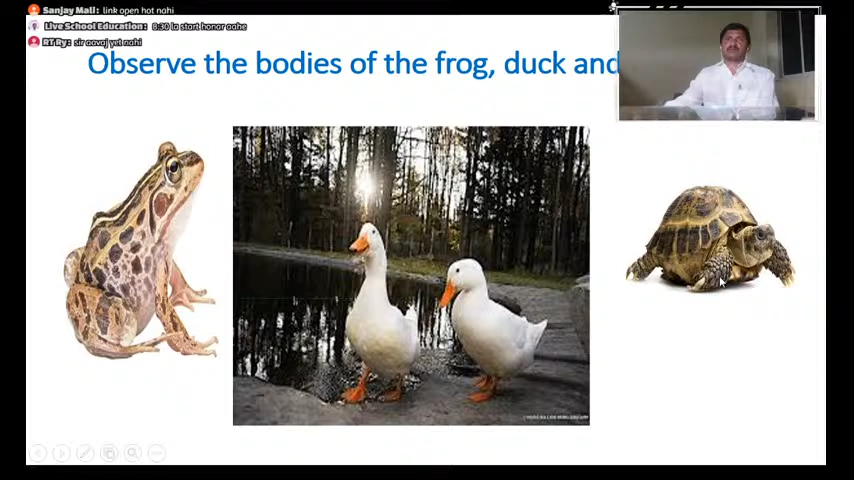 Sanjay Mali: link open hot nahi
Live School Education: 8:30 la start honar aahe
RT Ry: sir aavaj yet nahi
Observe the bodies of the frog, duck and